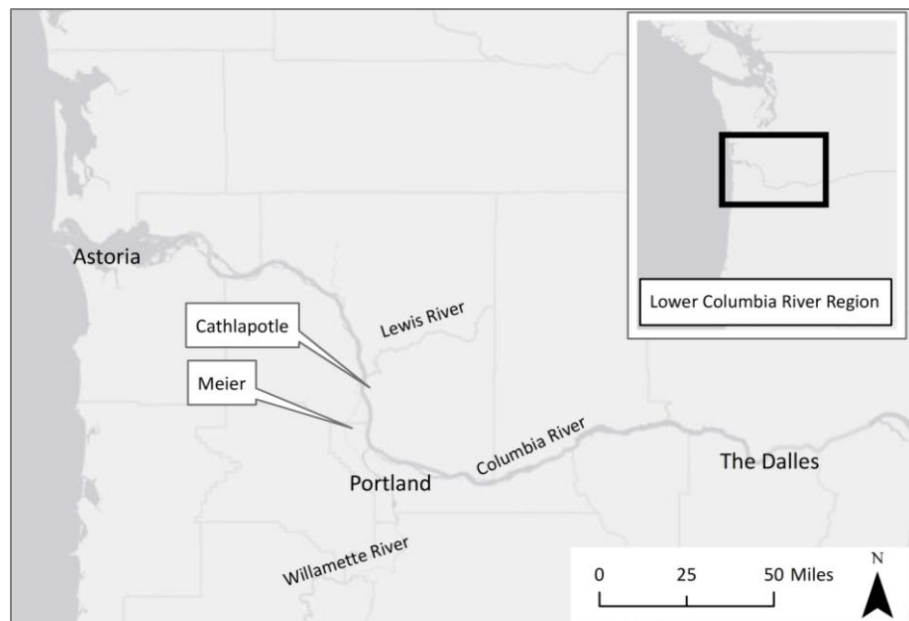 Astoria
Cathlapotle
Lewis River
Meier
Columbia River
The Dalles
Portland
Willamette River
Lower Columbia River Region
0 25 50 Miles
N